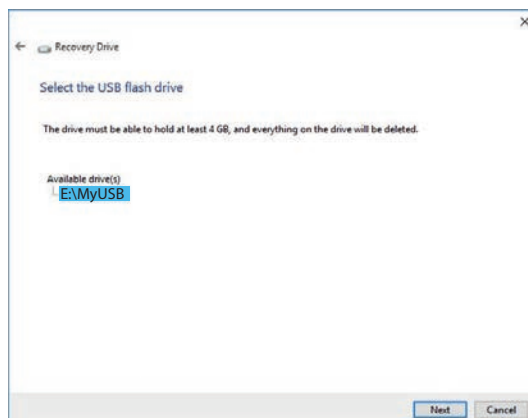 Recovery Drive
Select the USB flash drive
The drive must be able to hold at least 4 GB, and everything on the drive will be deleted.
Available drive(s)
E:\MyUSB
Next Cancel